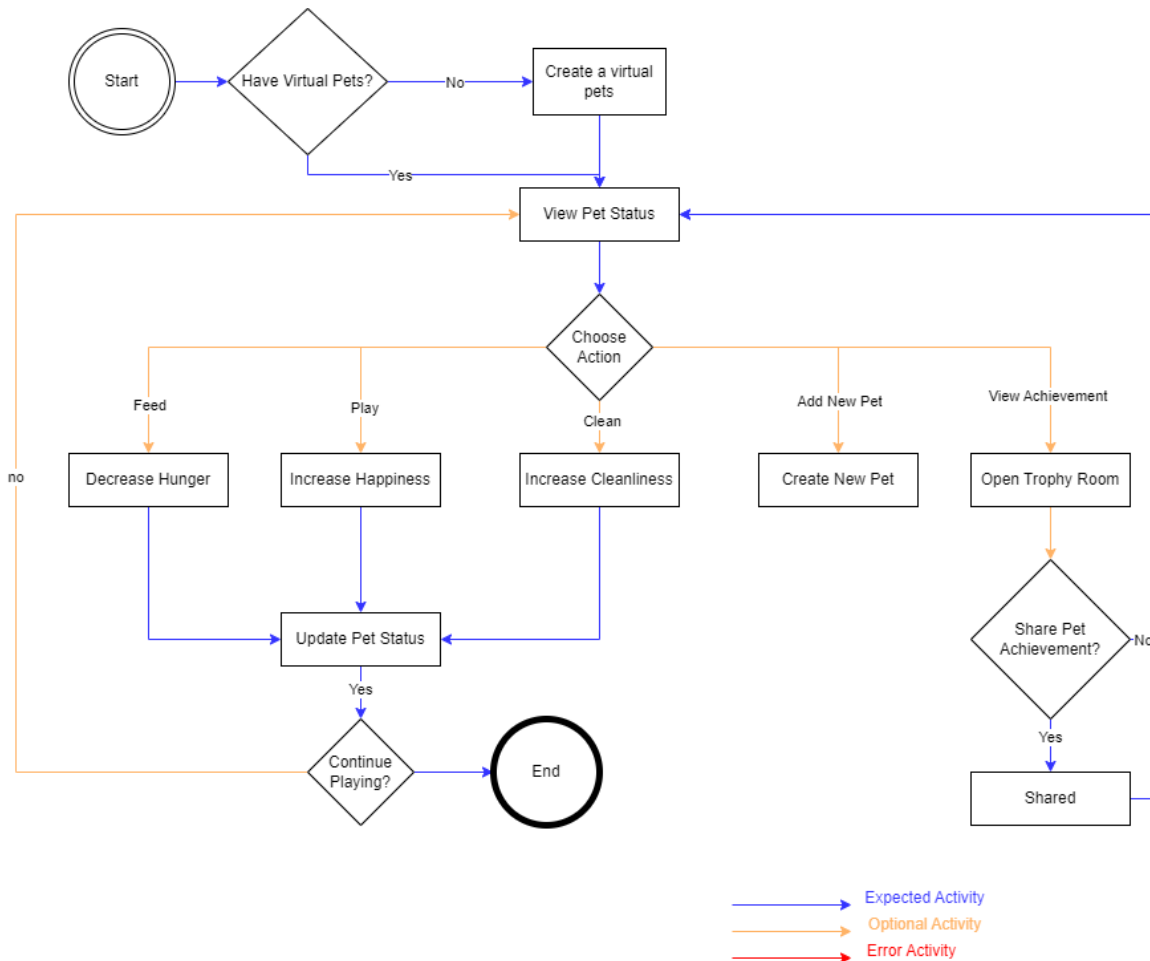 Start
Have Virtual Pets?
No
Create a virtual
pets
Yes
View Pet Status
Choose
Action
Feed
Play
Clean
Add New Pet
View Achievement
no
Decrease Hunger
Increase Happiness
Increase Cleanliness
Create New Pet
Open Trophy Room
Update Pet Status
Share Pet
Achievement?
No
Yes
Yes
Continue
Playing?
End
Shared
Expected Activity
Optional Activity
Error Activity